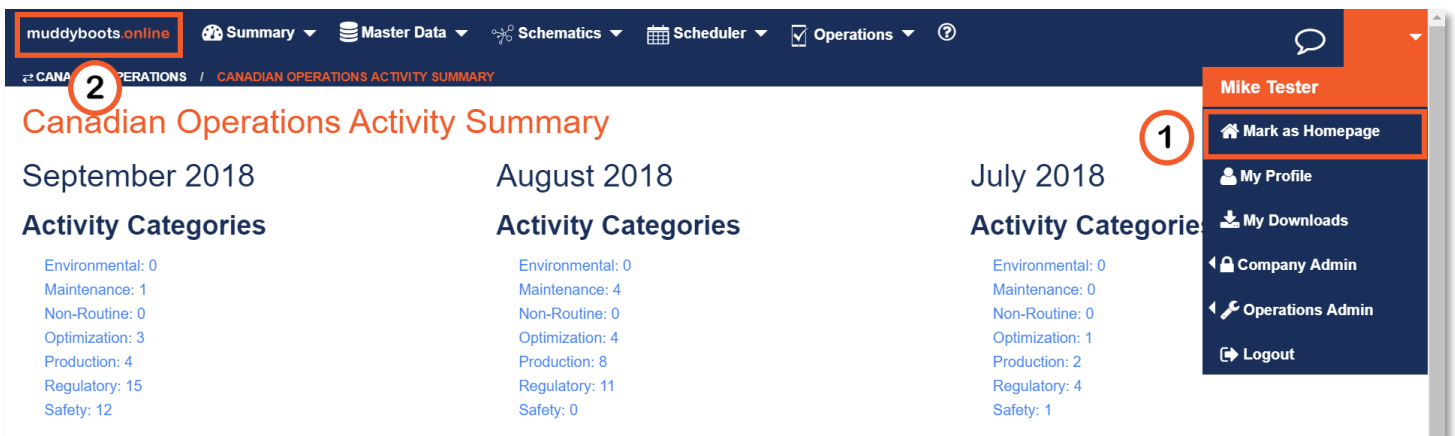 muddyboots.online Summary Master Data Schematics Scheduler Operations ?
CANA PERATIONS / CANADIAN OPERATIONS ACTIVITY SUMMARY
2
Mike Tester
Canadian Operations Activity Summary
1
Mark as Homepage
September 2018 August 2018 July 2018
My Profile
Activity Categories Activity Categories Activity Categorie
My Downloads
Environmental: 0 Environmental: 0 Environmental: 0
Company Admin
Maintenance: 1 Maintenance: 4 Maintenance: 0
Non-Routine: 0 Non-Routine: 0 Non-Routine: 0
Operations Admin
Optimization: 3 Optimization: 4 Optimization: 1
Production: 4 Production: 8 Production: 2
Logout
Regulatory: 15 Regulatory: 11 Regulatory: 4
Safety: 12 Safety: 0 Safety: 1